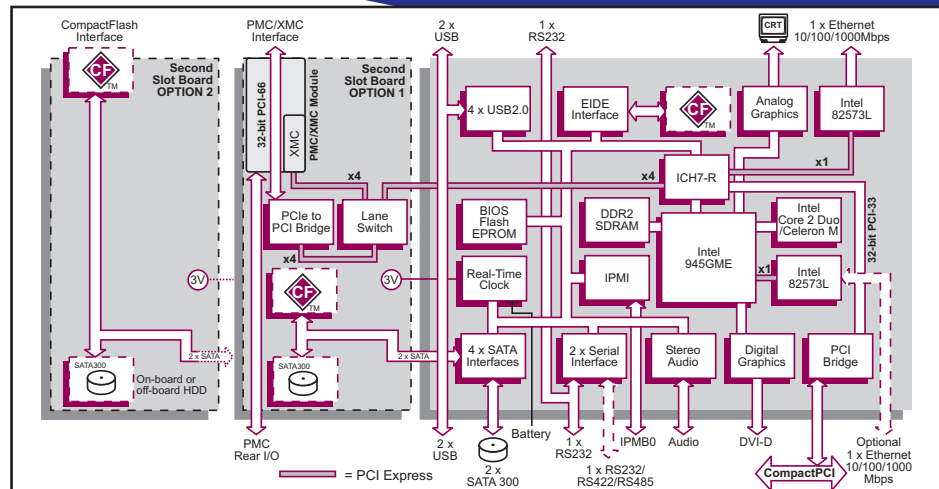 CompactFlash
Interface
PMC/XMC
Interface
2 x
USB
1 x
RS232
CRT
1 x Ethernet
10/100/1000Mbps
CF
TM
Second
Slot Board
OPTION 2
32-bit PCI-66
XMC
PMC/XMC Module
Second
Slot Board
OPTION 1
4 x USB2.0
EIDE
Interface
CF
TM
Analog
Graphics
Intel
82573L
x1
x4
x4
ICH7-R
32-bit PCI-33
PCIe to
PCI Bridge
Lane
Switch
x4
BIOS
Flash
EPROM
DDR2
SDRAM
Intel
945GME
Intel
Core 2 Duo
/Celeron M
3V
CF
TM
3V
Real-Time
Clock
IPMI
x1
Intel
82573L
2 x SATA
SATA300
On-board or
off-board HDD
SATA300
2 x SATA
4 x SATA
Interfaces
2 x Serial
Interface
Stereo
Audio
Digital
Graphics
PCI
Bridge
PMC
Rear I/O
2 x
USB
Battery
2 x
SATA 300
1 x
RS232
1 x RS232/
RS422/RS485
IPMB0
Audio
DVI-D
CompactPCI
Optional
1 x Ethernet
10/100/1000
Mbps
= PCI Express